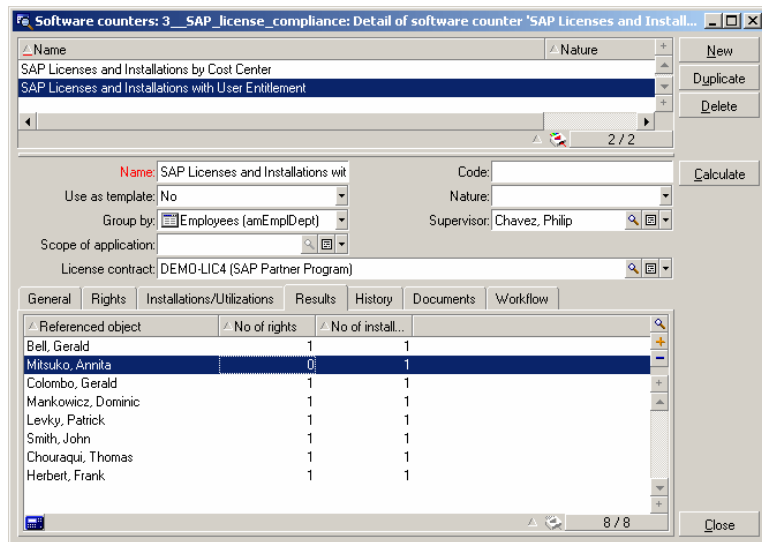 Software counters: 3__SAP_license_compliance: Detail of software counter 'SAP Licenses and Install...
Name Nature
New
SAP Licenses and Installations by Cost Center
Duplicate
SAP Licenses and Installations with User Entitlement
Delete
2 / 2
Name: SAP Licenses and Installations wit Code:
Calculate
Use as template: No Nature:
Group by: Employees (amEmplDept) Supervisor: Chavez, Philip
Scope of application:
License contract: DEMO-LIC4 (SAP Partner Program)
General Rights Installations/Utilizations Results History Documents Workflow
Referenced object No of rights No of install...
Bell, Gerald 1 1
Mitsuko, Annita 0 1
Colombo, Gerald 1 1
Mankowicz, Dominic 1 1
Levky, Patrick 1 1
Smith, John 1 1
Chouraqui, Thomas 1 1
Herbert, Frank 1 1
8 / 8
Close